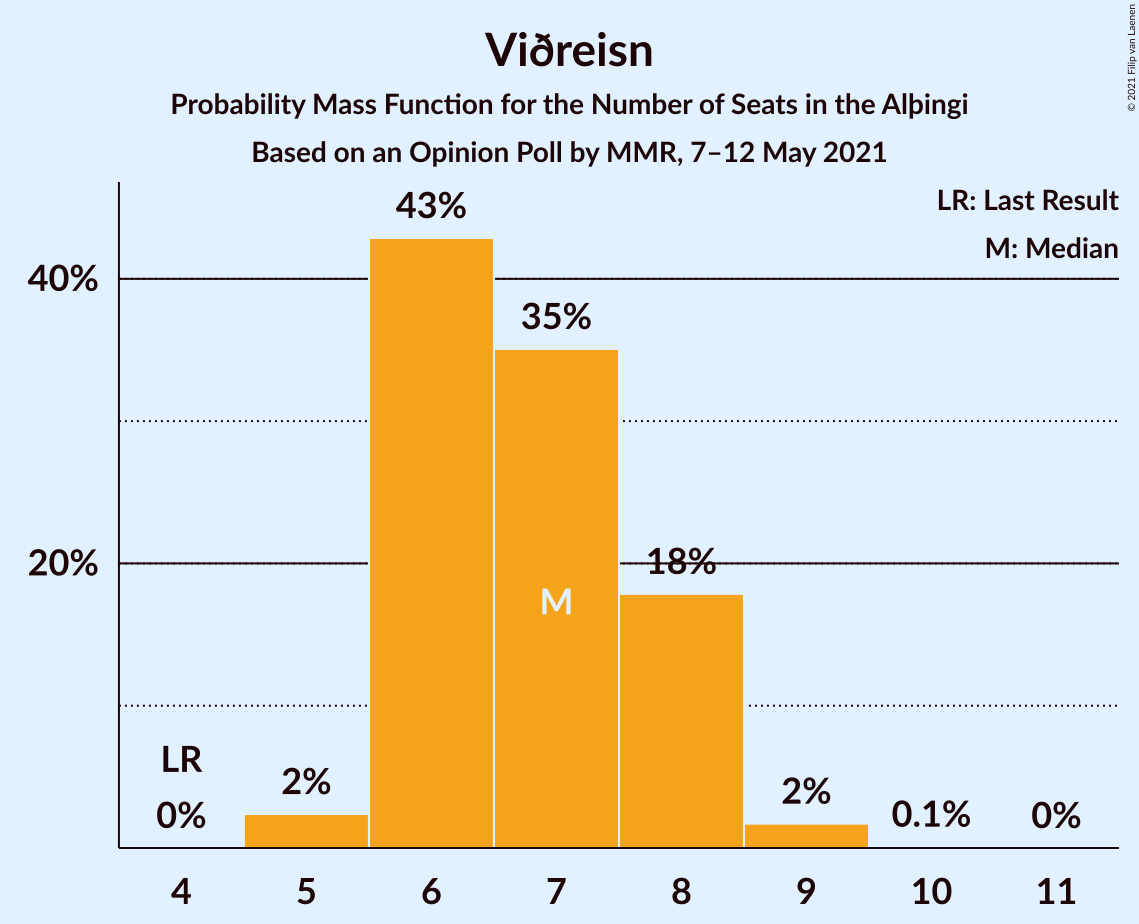 Viðreisn
Probability Mass Function for the Number of Seats in the Alþingi
Based on an Opinion Poll by MMR, 7–12 May 2021
© 2021 Filip van Laenen
LR: Last Result
M: Median
43%
40%
35%
20%
18%
M
LR
0%
2%
2%
0.1%
0%
4 5 6 7 8 9 10 11